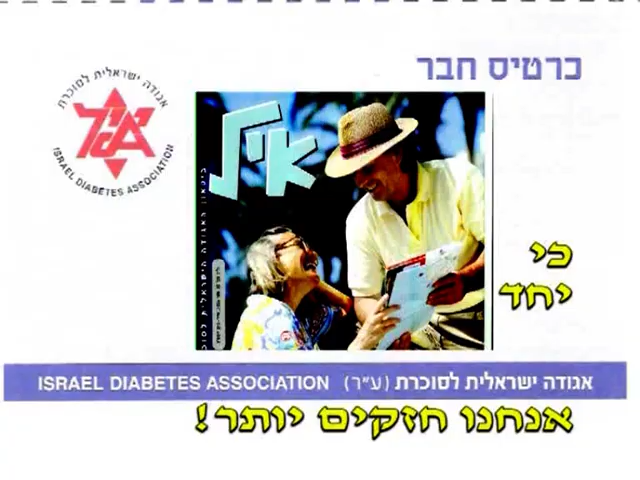 כרטיס חבר
אגודה ישראלית לסוכרת
איל
ISRAEL DIABETES ASSOCIATION
איל
כי
יחד
ISRAEL DIABETES ASSOCIATION אגודה ישראלית לסוכרת (ע"ר)
אנחנו חזקים יותר!